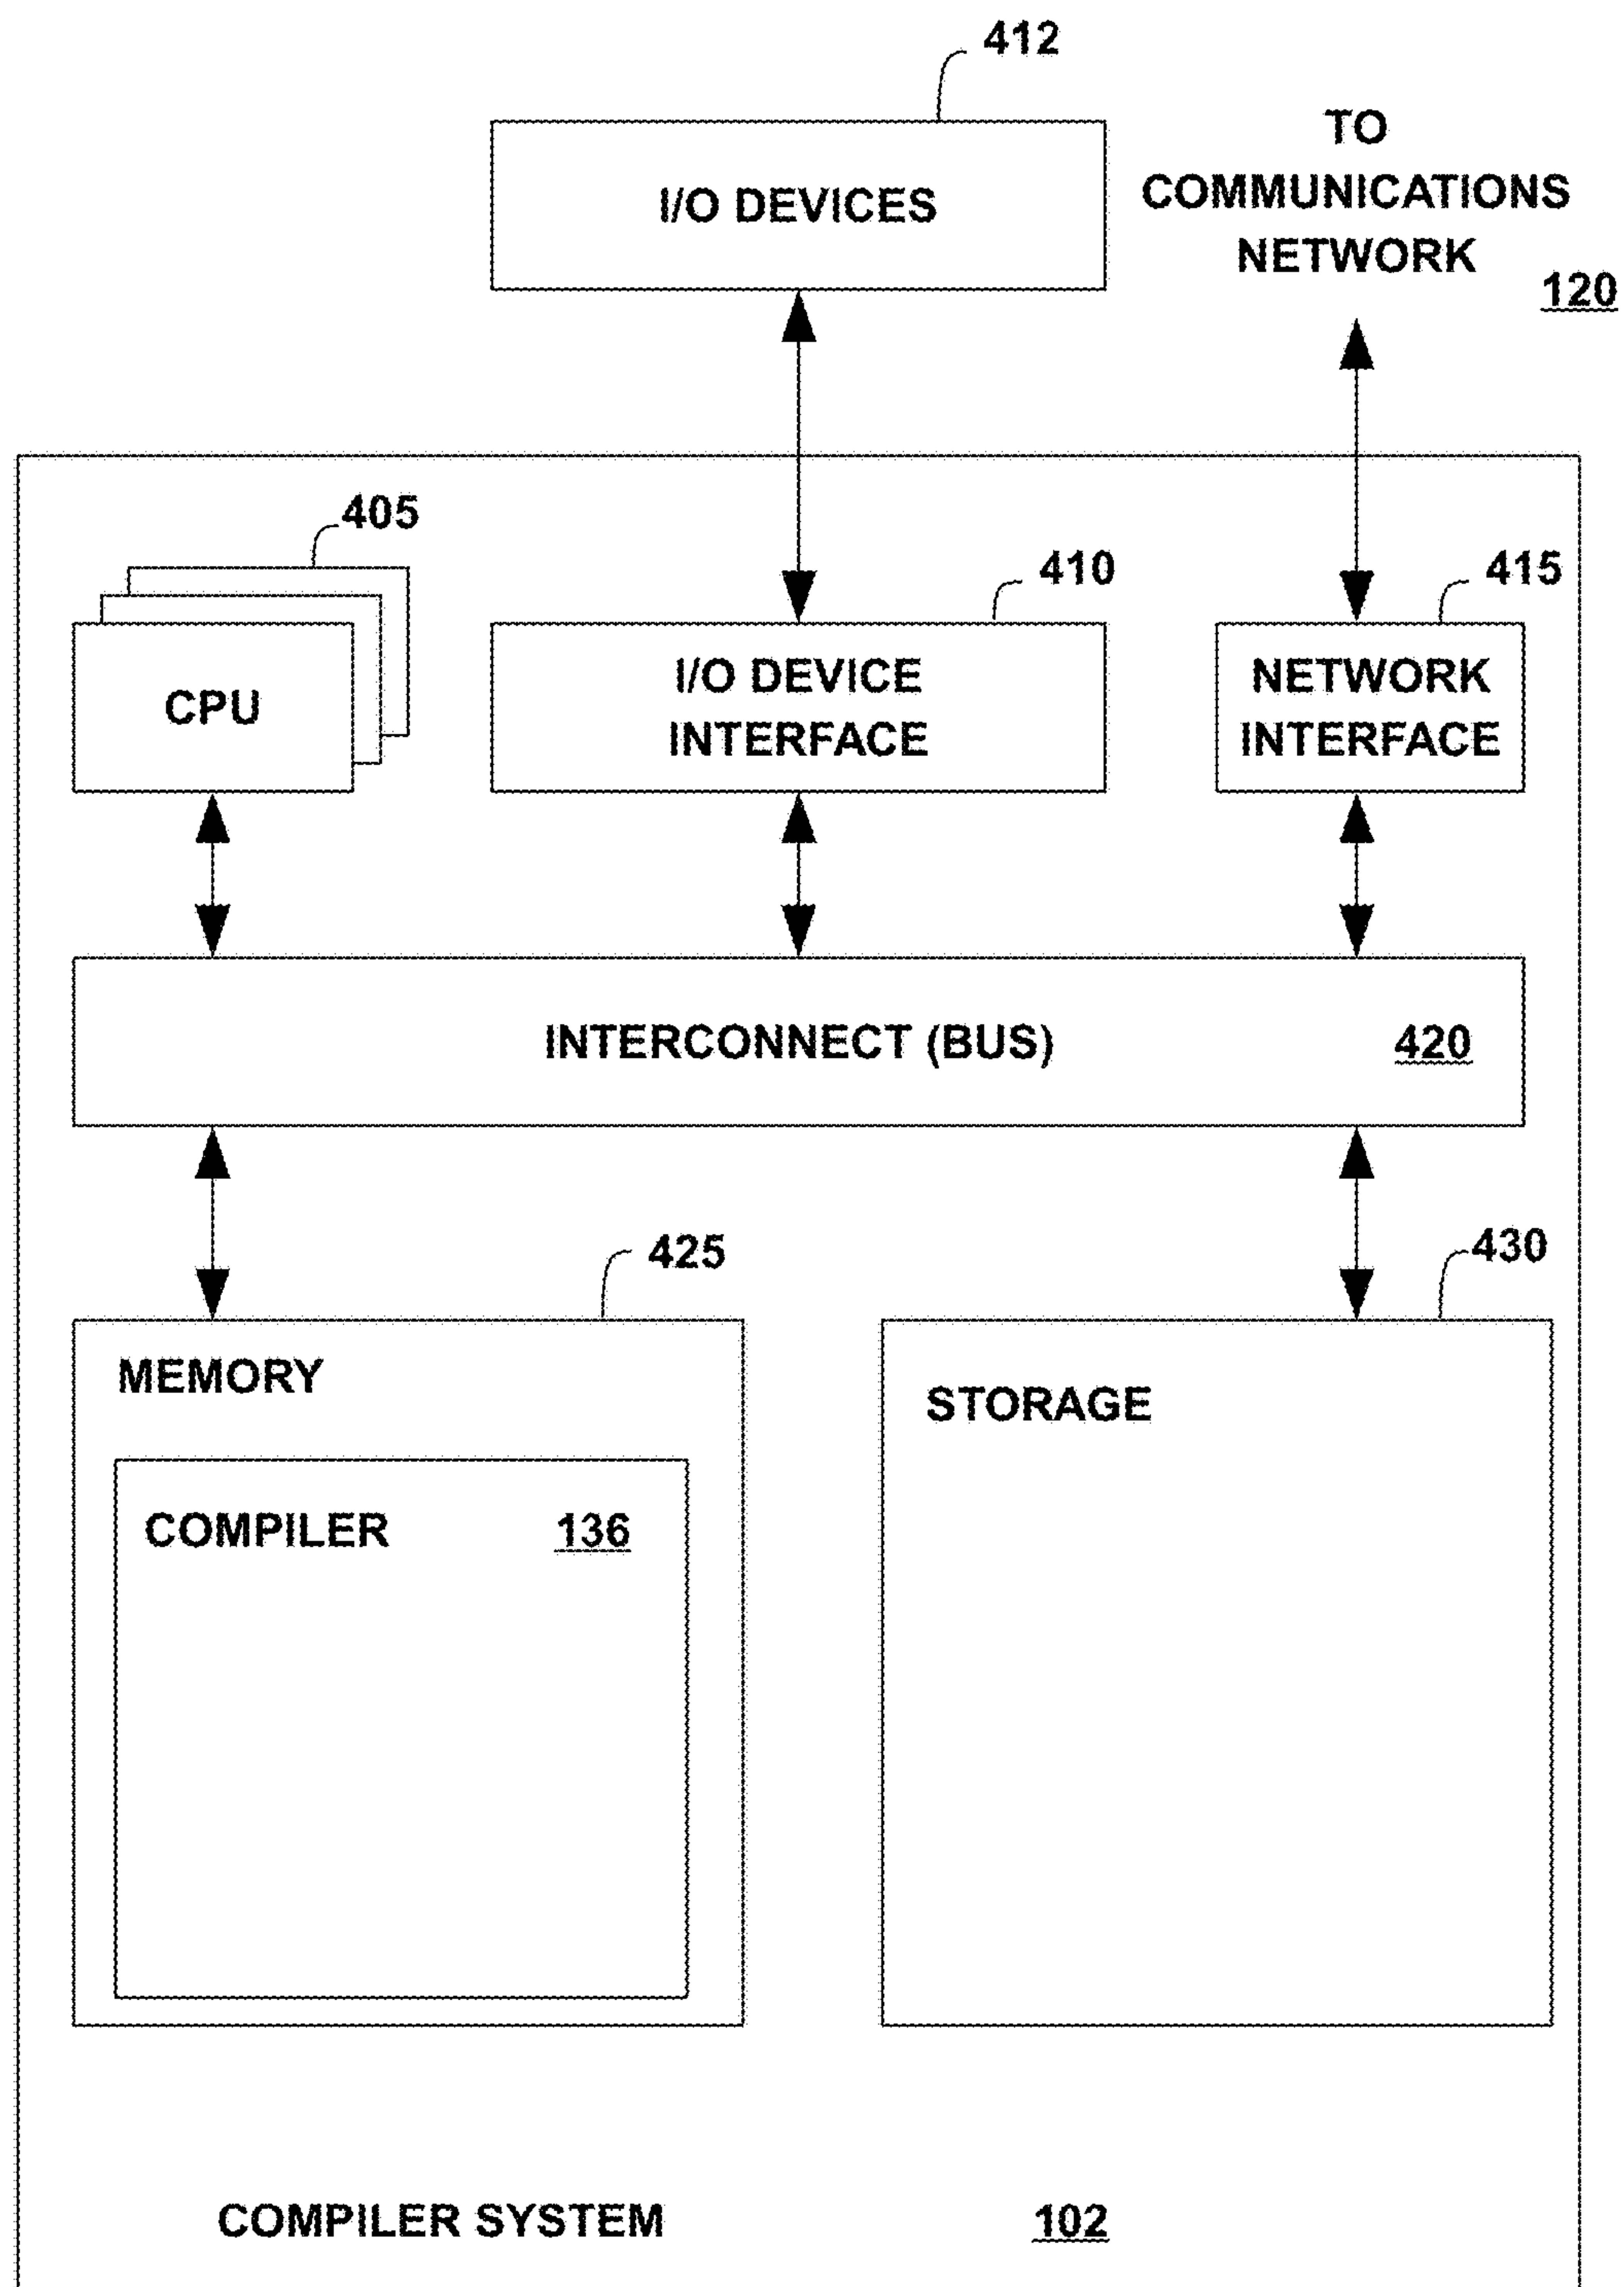 412
I/O DEVICES
TO
COMMUNICATIONS
NETWORK
120
405
CPU
410
I/O DEVICE
INTERFACE
415
NETWORK
INTERFACE
INTERCONNECT (BUS) 420
425
MEMORY
COMPILER 136
430
STORAGE
COMPILER SYSTEM 102